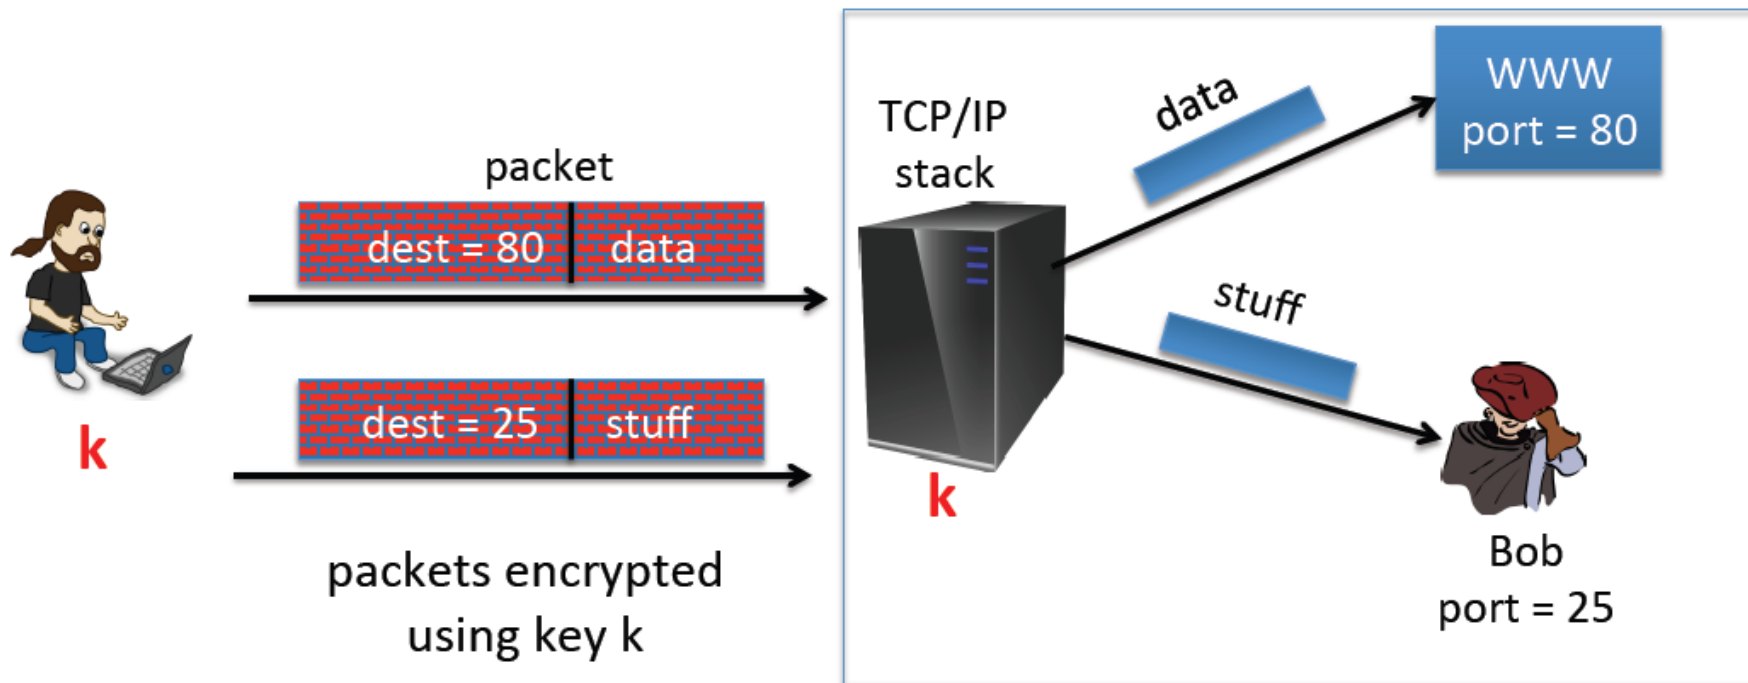 packet
dest = 80 data
k
dest = 25 stuff
packets encrypted
using key k
TCP/IP
stack
k
data
stuff
WWW
port = 80
Bob
port = 25